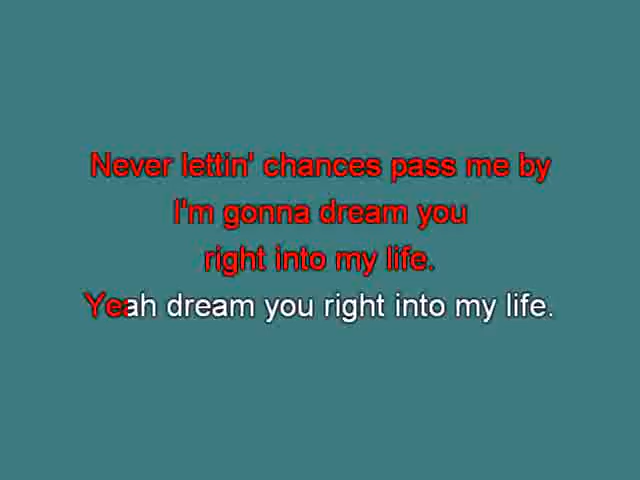 Never lettin' chances pass me by
I'm gonna dream you
right into my life.
Yeah dream you right into my life.